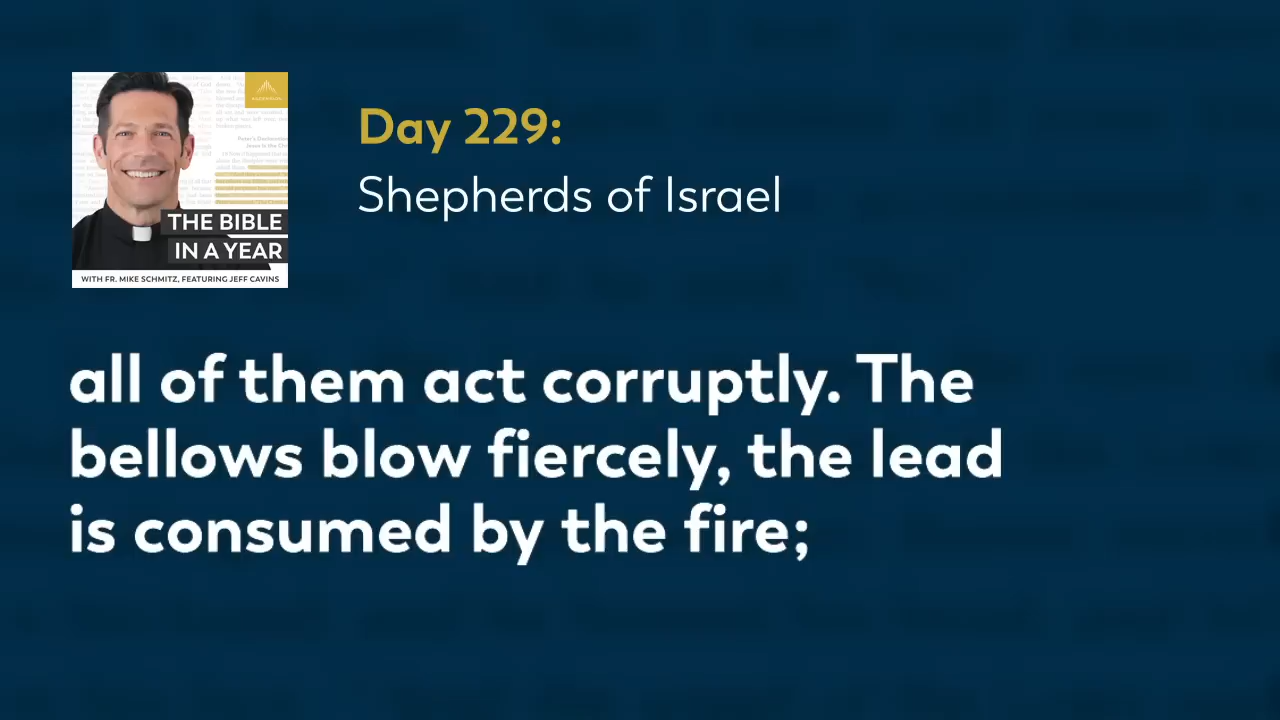 THE BIBLE
IN A YEAR
WITH FR. MIKE SCHMITZ, FEATURING JEFF CAVINS
Day 229:
Shepherds of Israel
all of them act corruptly. The
bellows blow fiercely, the lead
is consumed by the fire;